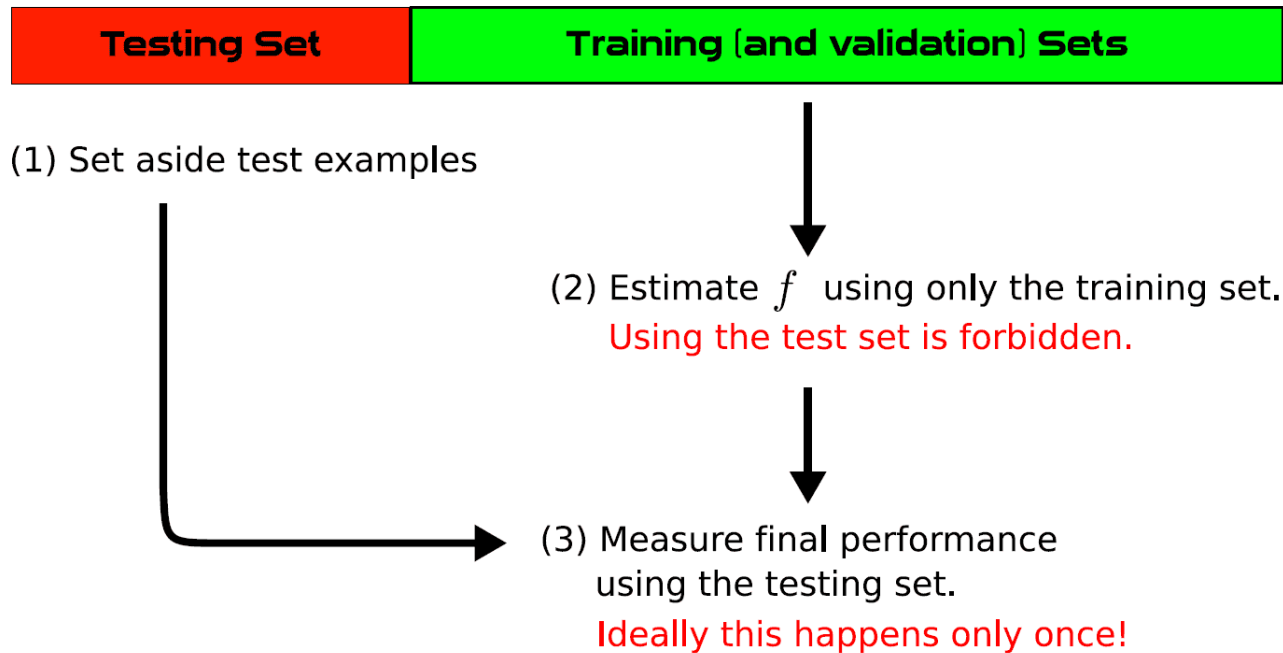 Testing Set
Training (and validation) Sets
(1) Set aside test examples
(2) Estimate f using only the training set.
Using the test set is forbidden.
(3) Measure final performance
using the testing set.
Ideally this happens only once!